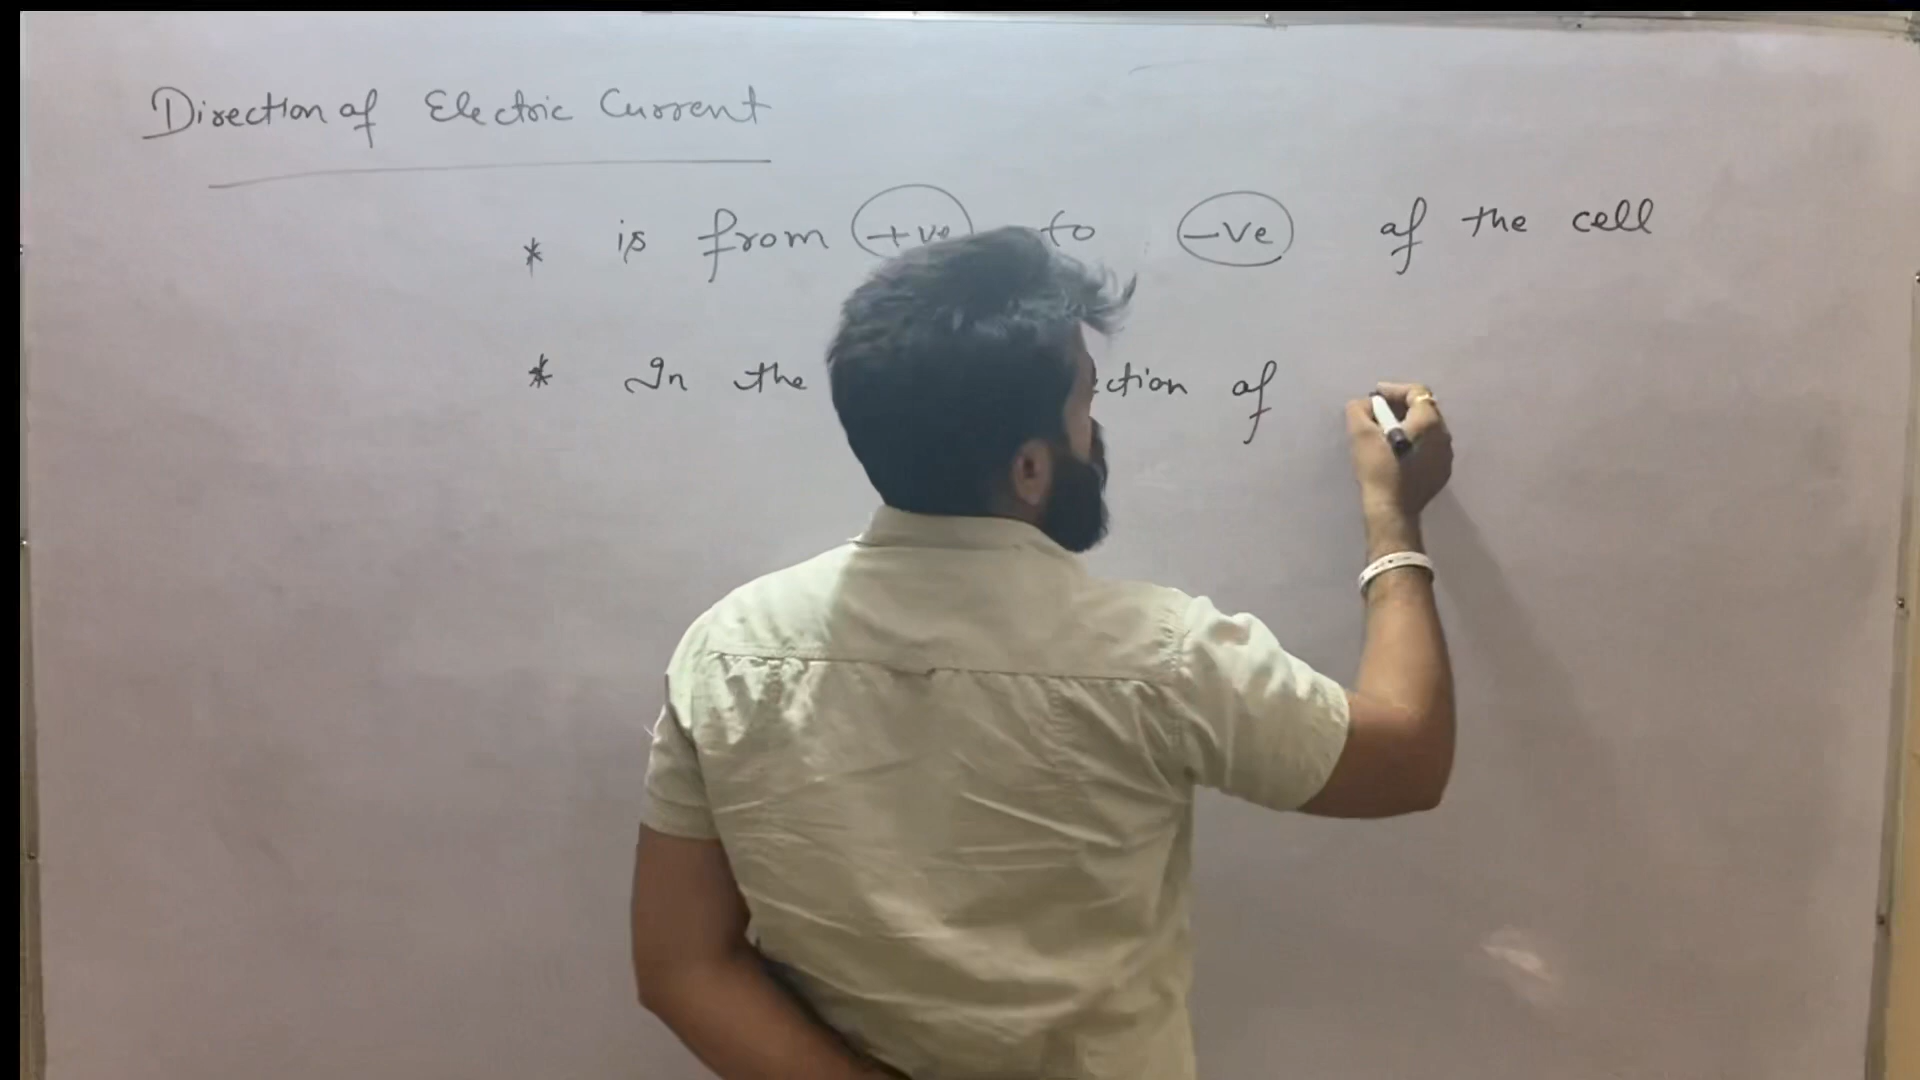 Direction of Electric Current
* is from +ve to -ve of the cell
* In the ction of